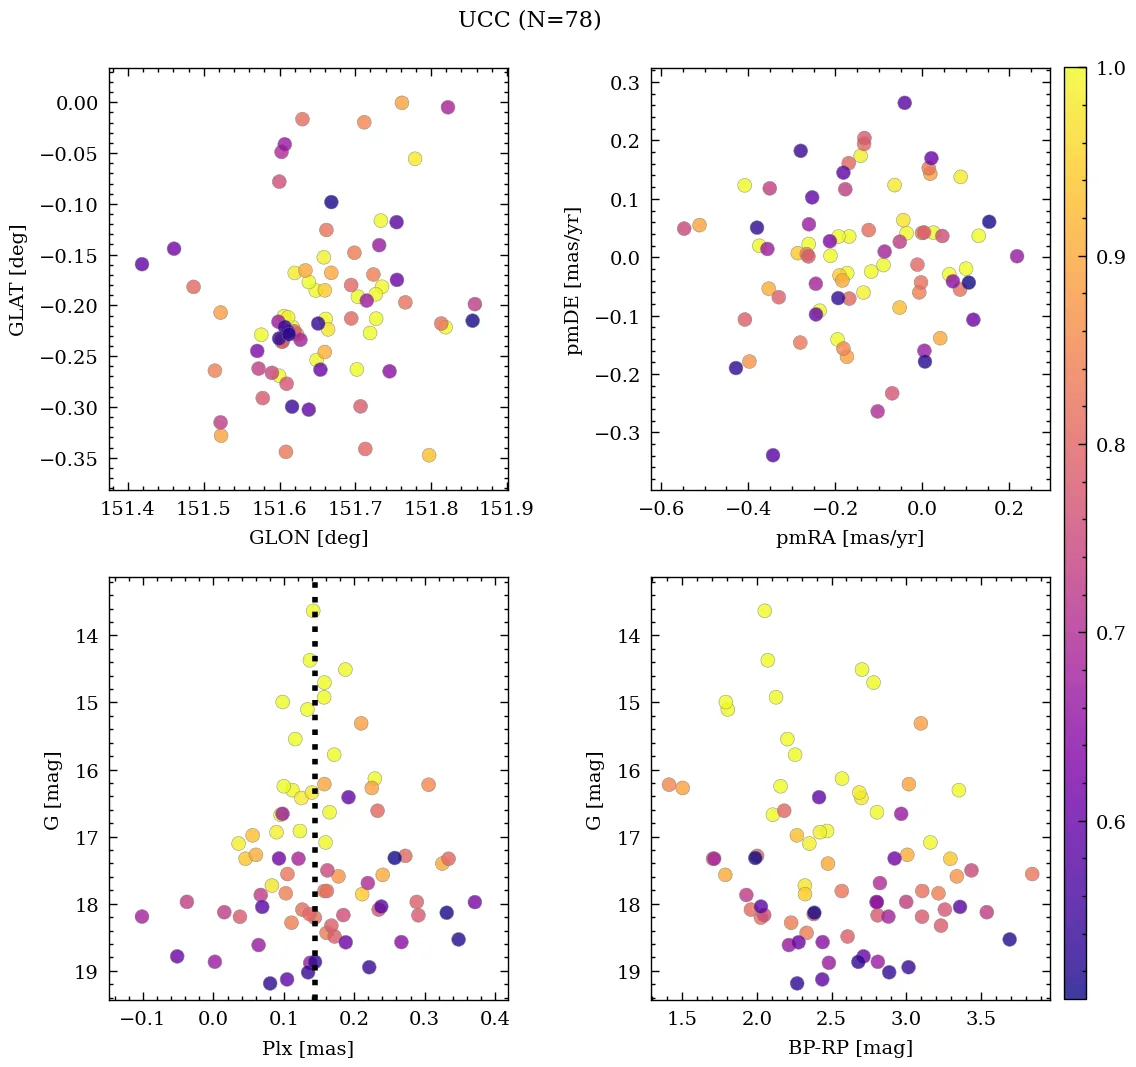 UCC (N=78)
0.00
−0.05
−0.10
−0.15
−0.20
−0.25
−0.30
−0.35
GLAT [deg]
151.4 151.5 151.6 151.7 151.8 151.9
GLON [deg]
0.3
0.2
0.1
0.0
−0.1
−0.2
−0.3
pmDE [mas/yr]
−0.6 −0.4 −0.2 0.0 0.2
pmRA [mas/yr]
14
15
16
17
18
19
G [mag]
−0.1 0.0 0.1 0.2 0.3 0.4
Plx [mas]
14
15
16
17
18
19
G [mag]
1.5 2.0 2.5 3.0 3.5
BP-RP [mag]
1.0
0.9
0.8
0.7
0.6